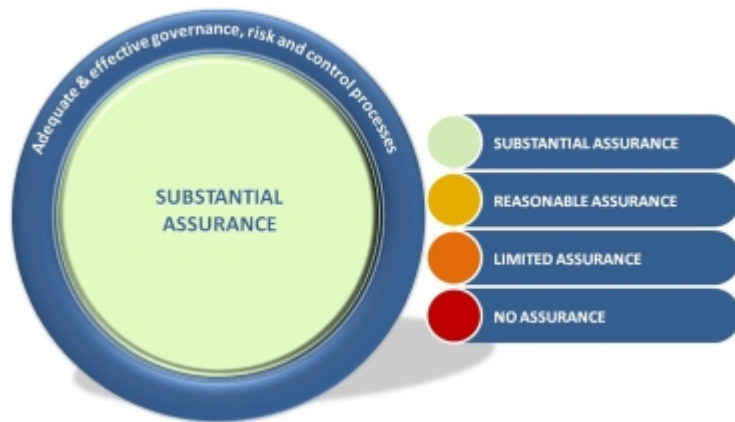 Adequate & effective governance, risk and control processes
SUBSTANTIAL
ASSURANCE
SUBSTANTIAL ASSURANCE
REASONABLE ASSURANCE
LIMITED ASSURANCE
NO ASSURANCE